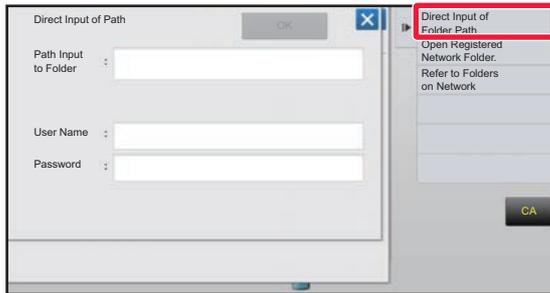 Direct Input of Path
OK
Path Input
to Folder :
User Name :
Password :
Direct Input of
Folder Path
Open Registered
Network Folder.
Refer to Folders
on Network
CA